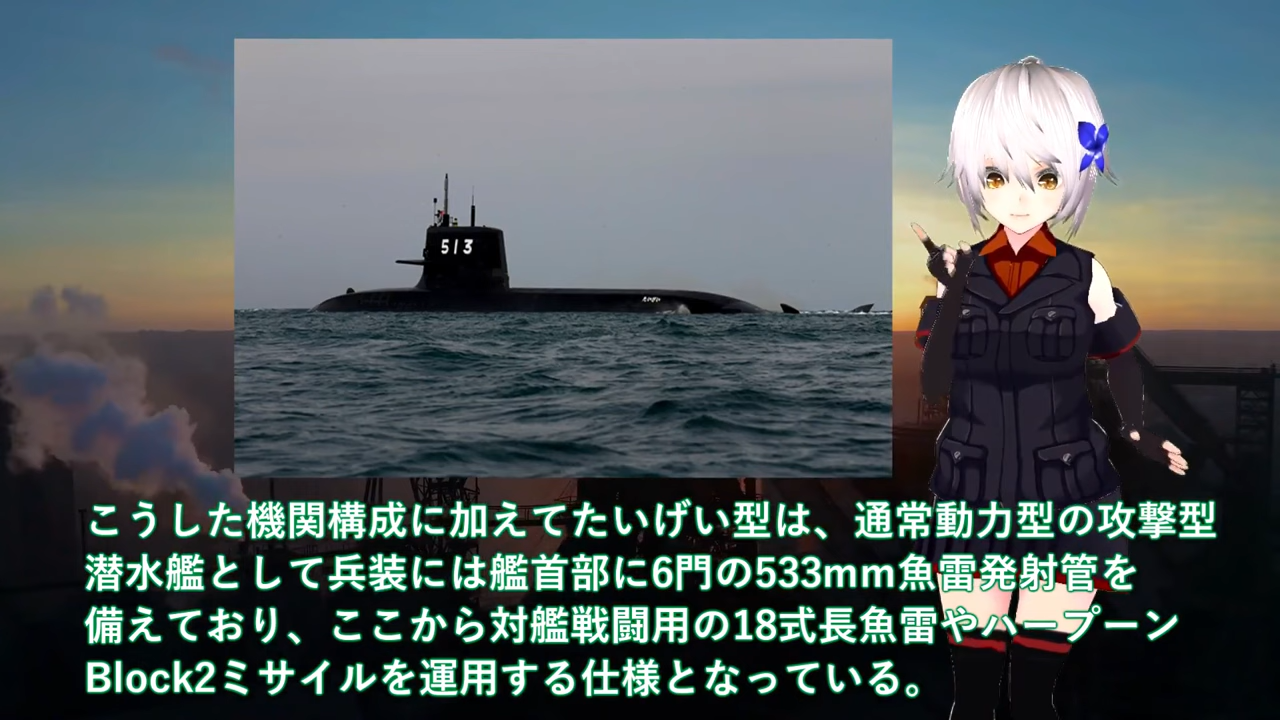 513
こうした機関構成に加えてたいげい型は、通常動力型の攻撃型
潜水艦として兵装には艦首部に6門の533mm魚雷発射管を
備えており、ここから対艦戦闘用の18式長魚雷やハープーン
Block2ミサイルを運用する仕様となっている。